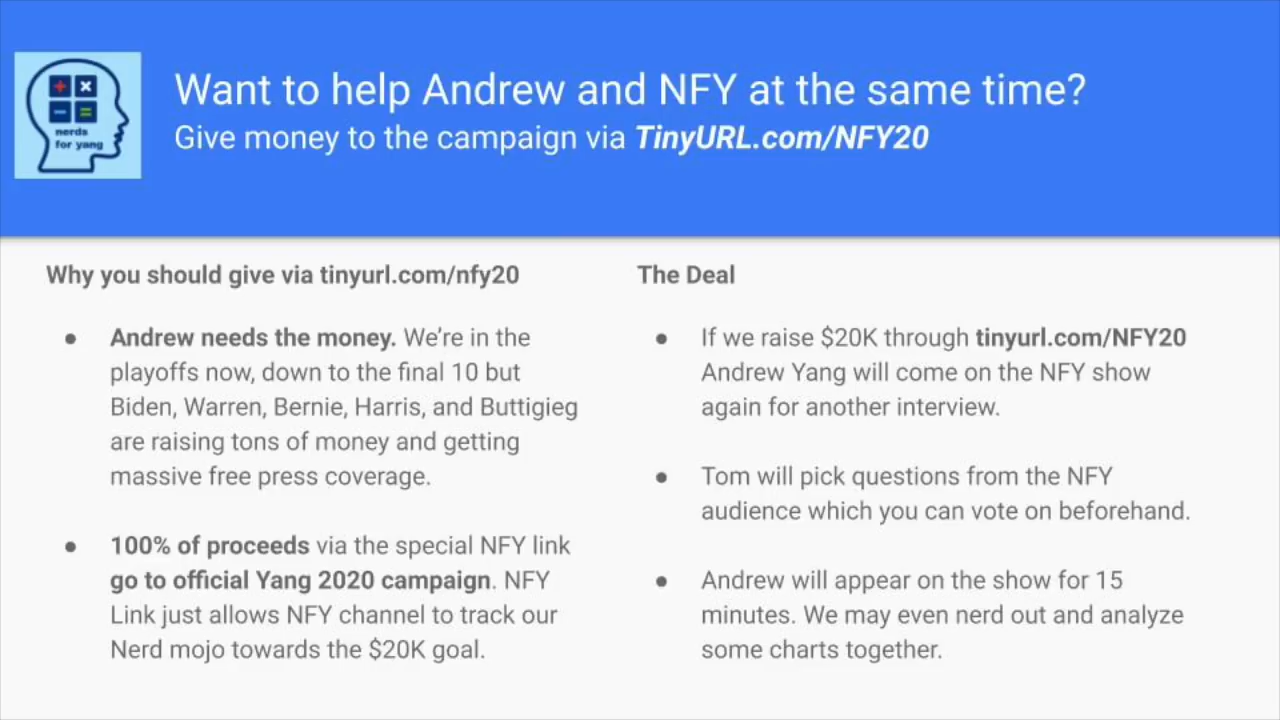 Want to help Andrew and NFY at the same time?
Give money to the campaign via TinyURL.com/NFY20
+ x
- =
nerds
for yang
Why you should give via tinyurl.com/nfy20
● Andrew needs the money. We’re in the
playoffs now, down to the final 10 but
Biden, Warren, Bernie, Harris, and Buttigieg
are raising tons of money and getting
massive free press coverage.
● 100% of proceeds via the special NFY link
go to official Yang 2020 campaign. NFY
Link just allows NFY channel to track our
Nerd mojo towards the $20K goal.
The Deal
● If we raise $20K through tinyurl.com/NFY20
Andrew Yang will come on the NFY show
again for another interview.
● Tom will pick questions from the NFY
audience which you can vote on beforehand.
● Andrew will appear on the show for 15
minutes. We may even nerd out and analyze
some charts together.